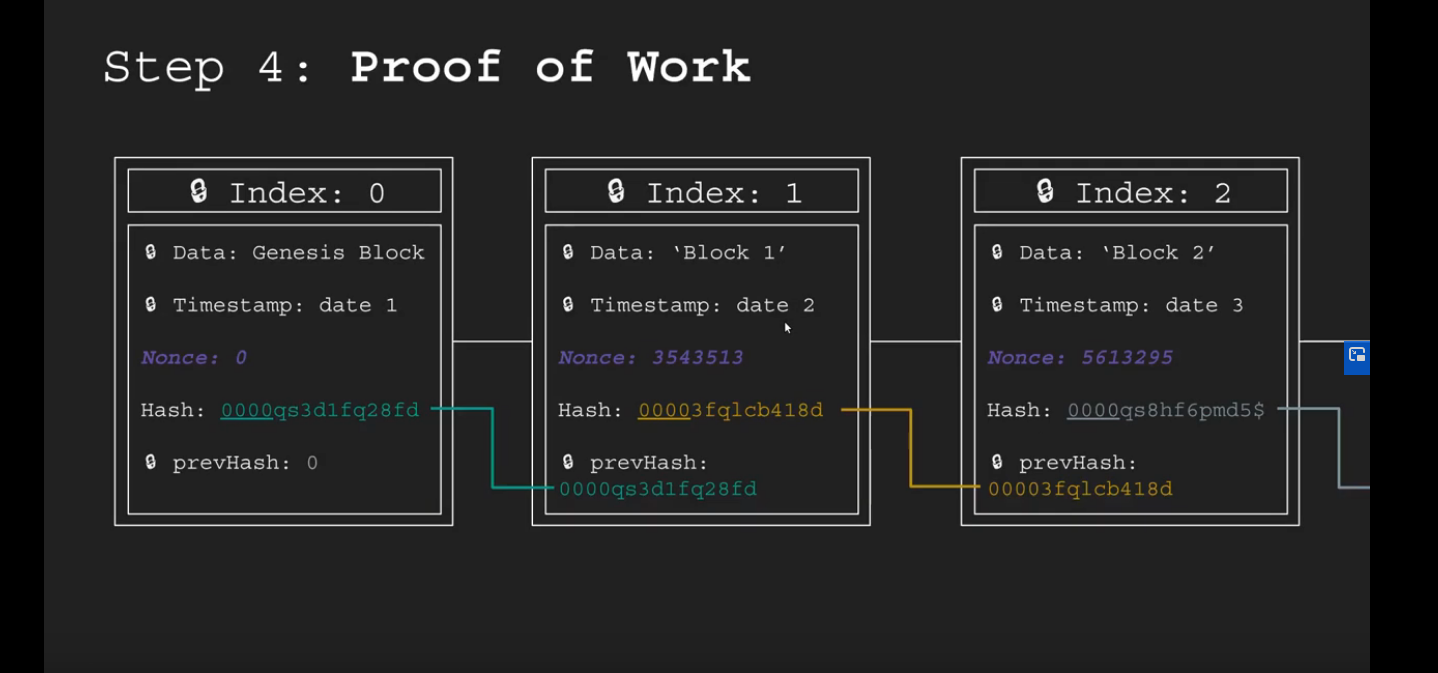 Step 4: Proof of Work
Index: 0
Data: Genesis Block
Timestamp: date 1
Nonce: 0
Hash: 0000qs3d1fq28fd
prevHash: 0
Index: 1
Data: ‘Block 1’
Timestamp: date 2
Nonce: 3543513
Hash: 00003fqlcb418d
prevHash:
0000qs3d1fq28fd
Index: 2
Data: ‘Block 2’
Timestamp: date 3
Nonce: 5613295
Hash: 0000qs8hf6pmd5$
prevHash:
00003fqlcb418d